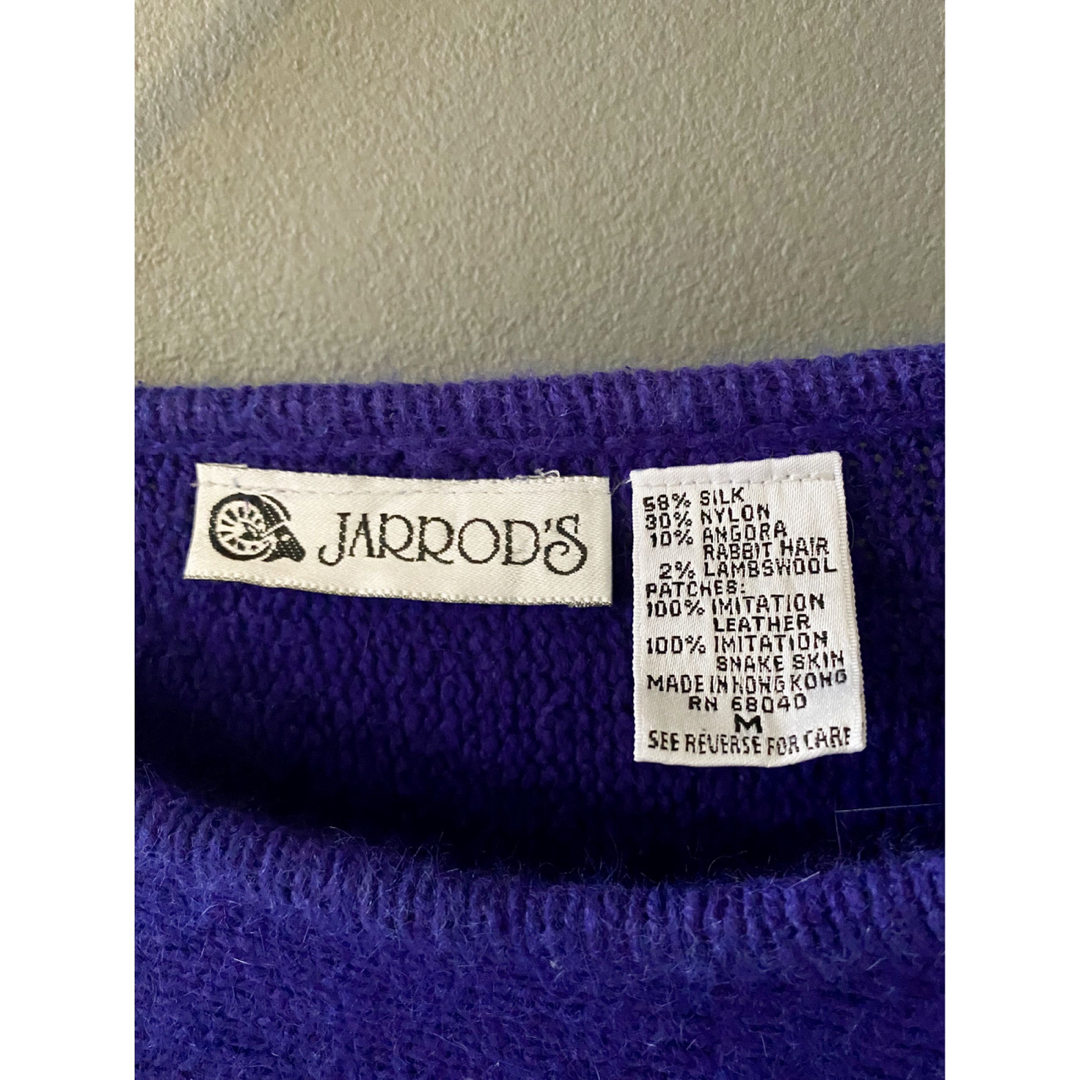 JARROD'S
58% SILK
30% NYLON
10% ANGORA
RABBIT HAIR
2% LAMBSWOOL
PATCHES:
100% IMITATION
LEATHER
100% IMITATION
SNAKE SKIN
MADE IN HONG KONG
RN 68040
M
SEE REVERSE FOR CARE